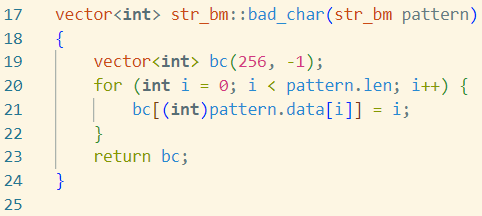 17 vector<int> str_bm::bad_char(str_bm pattern)
18 {
19     vector<int> bc(256, -1);
20     for (int i = 0; i < pattern.len; i++) {
21         bc[(int)pattern.data[i]] = i;
22     }
23     return bc;
24 }
25